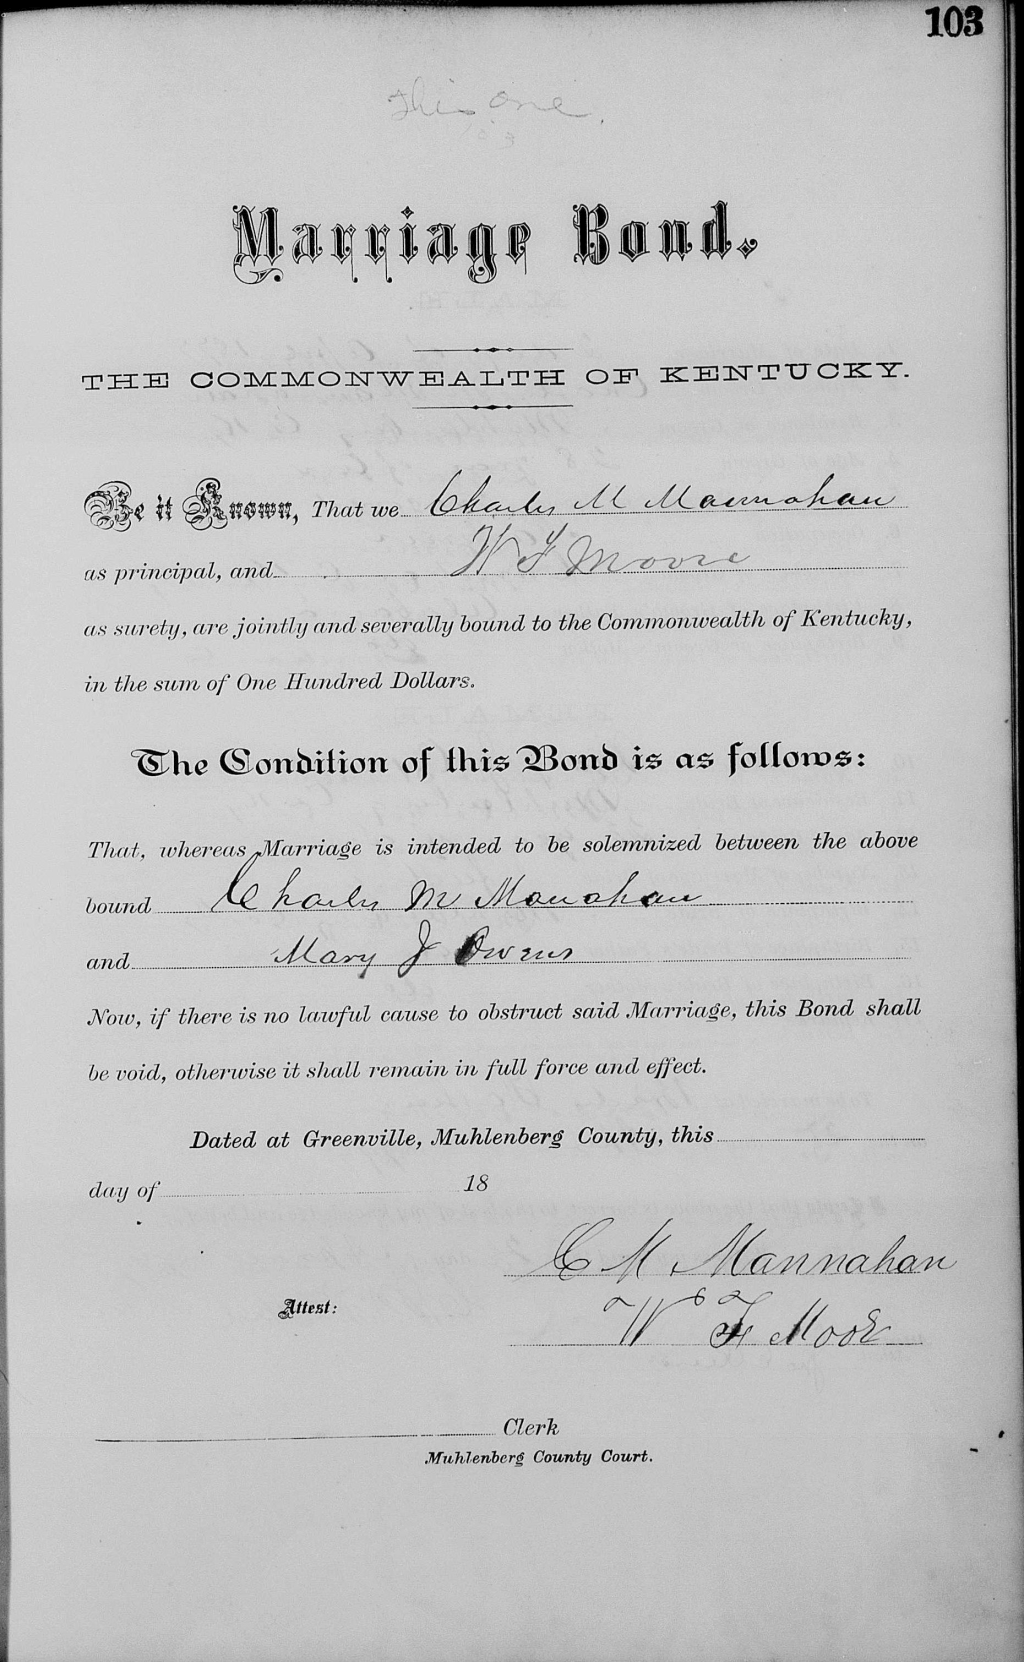 103
This one.
103
Marriage Bond.
THE COMMONWEALTH OF KENTUCKY.
Be it Known, That we Charles M Mannahan
as principal, and W F Moore
as surety, are jointly and severally bound to the Commonwealth of Kentucky,
in the sum of One Hundred Dollars.
The Condition of this Bond is as follows:
That, whereas Marriage is intended to be solemnized between the above
bound Charles M Manahan
and Mary J Owens
Now, if there is no lawful cause to obstruct said Marriage, this Bond shall
be void, otherwise it shall remain in full force and effect.
Dated at Greenville, Muhlenberg County, this
day of 18
C M Mannahan
Attest:
W F Moore
Clerk
Muhlenberg County Court.